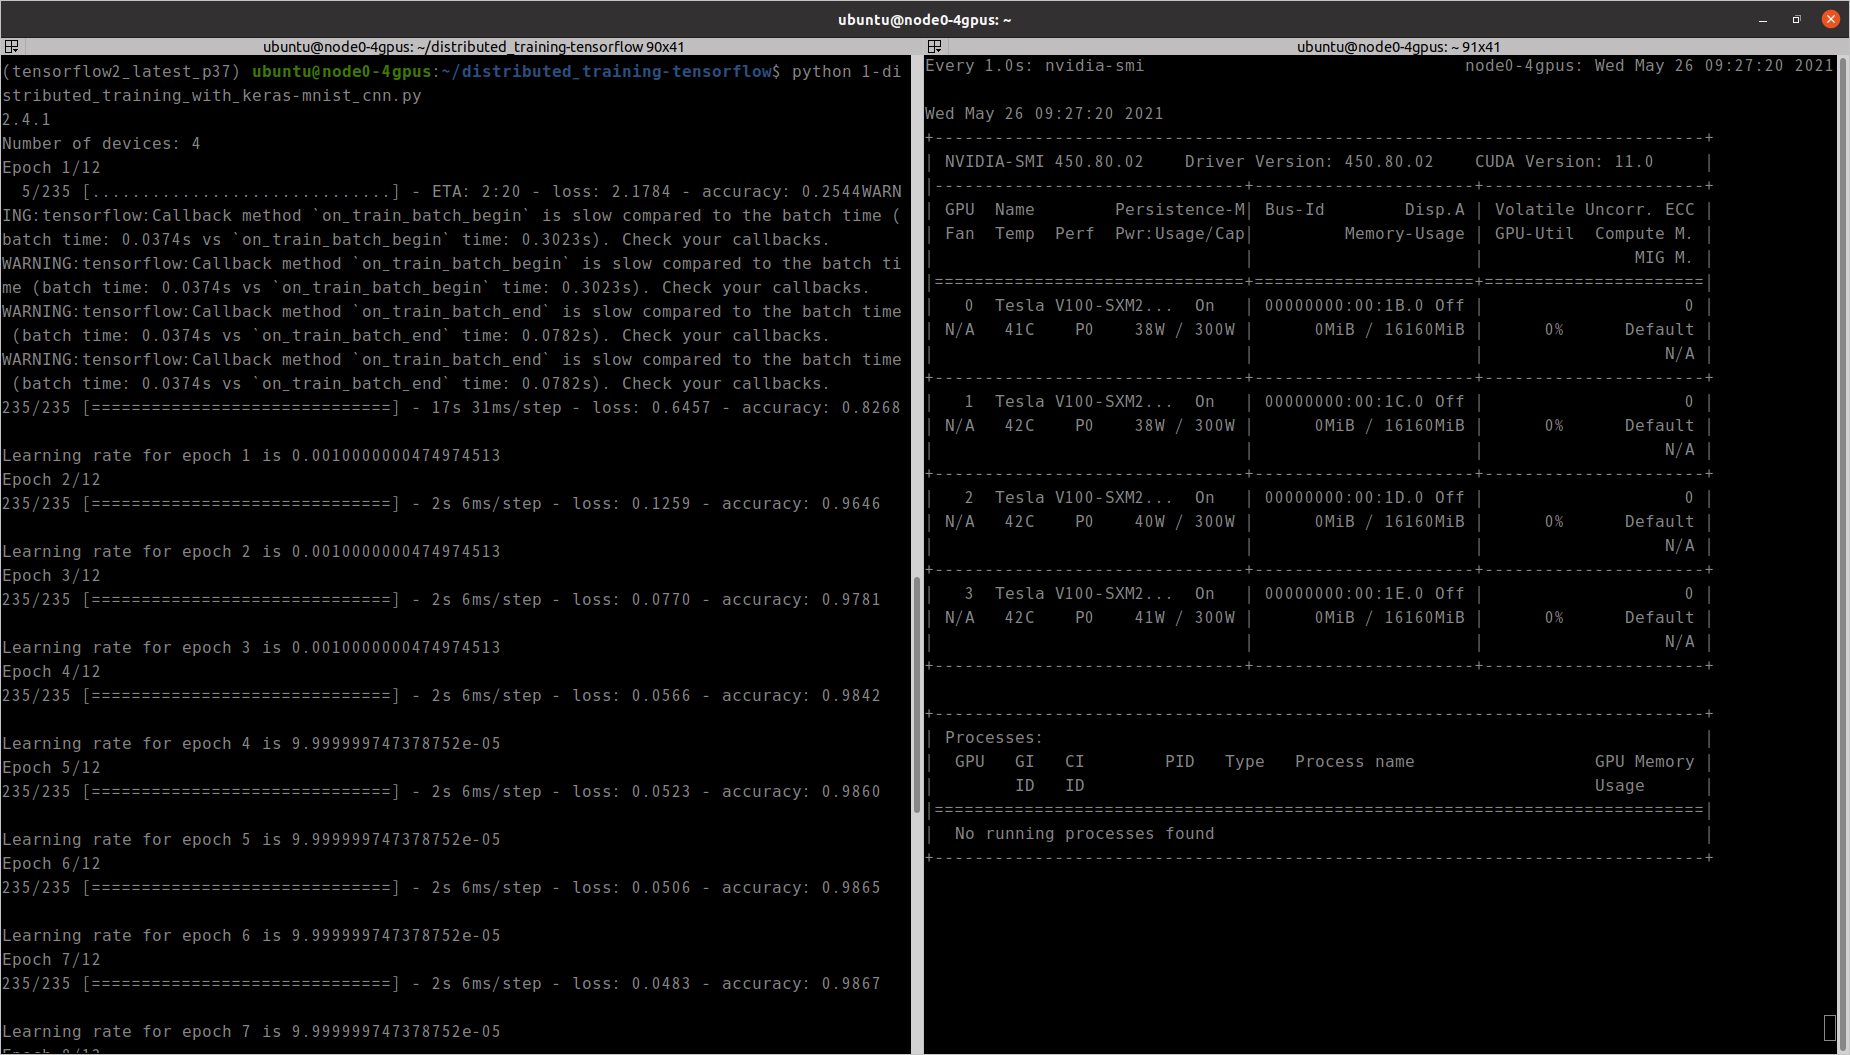 ubuntu@node0-4gpus: ~
ubuntu@node0-4gpus: ~/distributed_training-tensorflow 90x41
(tensorflow2_latest_p37) ubuntu@node0-4gpus:~/distributed_training-tensorflow$ python 1-di
stributed_training_with_keras-mnist_cnn.py
2.4.1
Number of devices: 4
Epoch 1/12
  5/235 [..............................] - ETA: 2:20 - loss: 2.1784 - accuracy: 0.2544WARN
ING:tensorflow:Callback method `on_train_batch_begin` is slow compared to the batch time (
batch time: 0.0374s vs `on_train_batch_begin` time: 0.3023s). Check your callbacks.
WARNING:tensorflow:Callback method `on_train_batch_begin` is slow compared to the batch ti
me (batch time: 0.0374s vs `on_train_batch_begin` time: 0.3023s). Check your callbacks.
WARNING:tensorflow:Callback method `on_train_batch_end` is slow compared to the batch time
 (batch time: 0.0374s vs `on_train_batch_end` time: 0.0782s). Check your callbacks.
WARNING:tensorflow:Callback method `on_train_batch_end` is slow compared to the batch time
 (batch time: 0.0374s vs `on_train_batch_end` time: 0.0782s). Check your callbacks.
235/235 [==============================] - 17s 31ms/step - loss: 0.6457 - accuracy: 0.8268
Learning rate for epoch 1 is 0.0010000000474974513
Epoch 2/12
235/235 [==============================] - 2s 6ms/step - loss: 0.1259 - accuracy: 0.9646
Learning rate for epoch 2 is 0.0010000000474974513
Epoch 3/12
235/235 [==============================] - 2s 6ms/step - loss: 0.0770 - accuracy: 0.9781
Learning rate for epoch 3 is 0.0010000000474974513
Epoch 4/12
235/235 [==============================] - 2s 6ms/step - loss: 0.0566 - accuracy: 0.9842
Learning rate for epoch 4 is 9.999999747378752e-05
Epoch 5/12
235/235 [==============================] - 2s 6ms/step - loss: 0.0523 - accuracy: 0.9860
Learning rate for epoch 5 is 9.999999747378752e-05
Epoch 6/12
235/235 [==============================] - 2s 6ms/step - loss: 0.0506 - accuracy: 0.9865
Learning rate for epoch 6 is 9.999999747378752e-05
Epoch 7/12
235/235 [==============================] - 2s 6ms/step - loss: 0.0483 - accuracy: 0.9867
Learning rate for epoch 7 is 9.999999747378752e-05
Epoch 8/12
ubuntu@node0-4gpus: ~ 91x41
Every 1.0s: nvidia-smi                                node0-4gpus: Wed May 26 09:27:20 2021
Wed May 26 09:27:20 2021
+-----------------------------------------------------------------------------+
| NVIDIA-SMI 450.80.02    Driver Version: 450.80.02    CUDA Version: 11.0     |
|-------------------------------+----------------------+----------------------+
| GPU  Name        Persistence-M| Bus-Id        Disp.A | Volatile Uncorr. ECC |
| Fan  Temp  Perf  Pwr:Usage/Cap|         Memory-Usage | GPU-Util  Compute M. |
|                               |                      |               MIG M. |
|===============================+======================+======================|
|   0  Tesla V100-SXM2...  On   | 00000000:00:1B.0 Off |                    0 |
| N/A   41C    P0    38W / 300W |      0MiB / 16160MiB |      0%      Default |
|                               |                      |                  N/A |
+-------------------------------+----------------------+----------------------+
|   1  Tesla V100-SXM2...  On   | 00000000:00:1C.0 Off |                    0 |
| N/A   42C    P0    38W / 300W |      0MiB / 16160MiB |      0%      Default |
|                               |                      |                  N/A |
+-------------------------------+----------------------+----------------------+
|   2  Tesla V100-SXM2...  On   | 00000000:00:1D.0 Off |                    0 |
| N/A   42C    P0    40W / 300W |      0MiB / 16160MiB |      0%      Default |
|                               |                      |                  N/A |
+-------------------------------+----------------------+----------------------+
|   3  Tesla V100-SXM2...  On   | 00000000:00:1E.0 Off |                    0 |
| N/A   42C    P0    41W / 300W |      0MiB / 16160MiB |      0%      Default |
|                               |                      |                  N/A |
+-------------------------------+----------------------+----------------------+
+-----------------------------------------------------------------------------+
| Processes:                                                                  |
|  GPU   GI   CI        PID   Type   Process name                  GPU Memory |
|        ID   ID                                                   Usage      |
|=============================================================================|
|  No running processes found                                                 |
+-----------------------------------------------------------------------------+